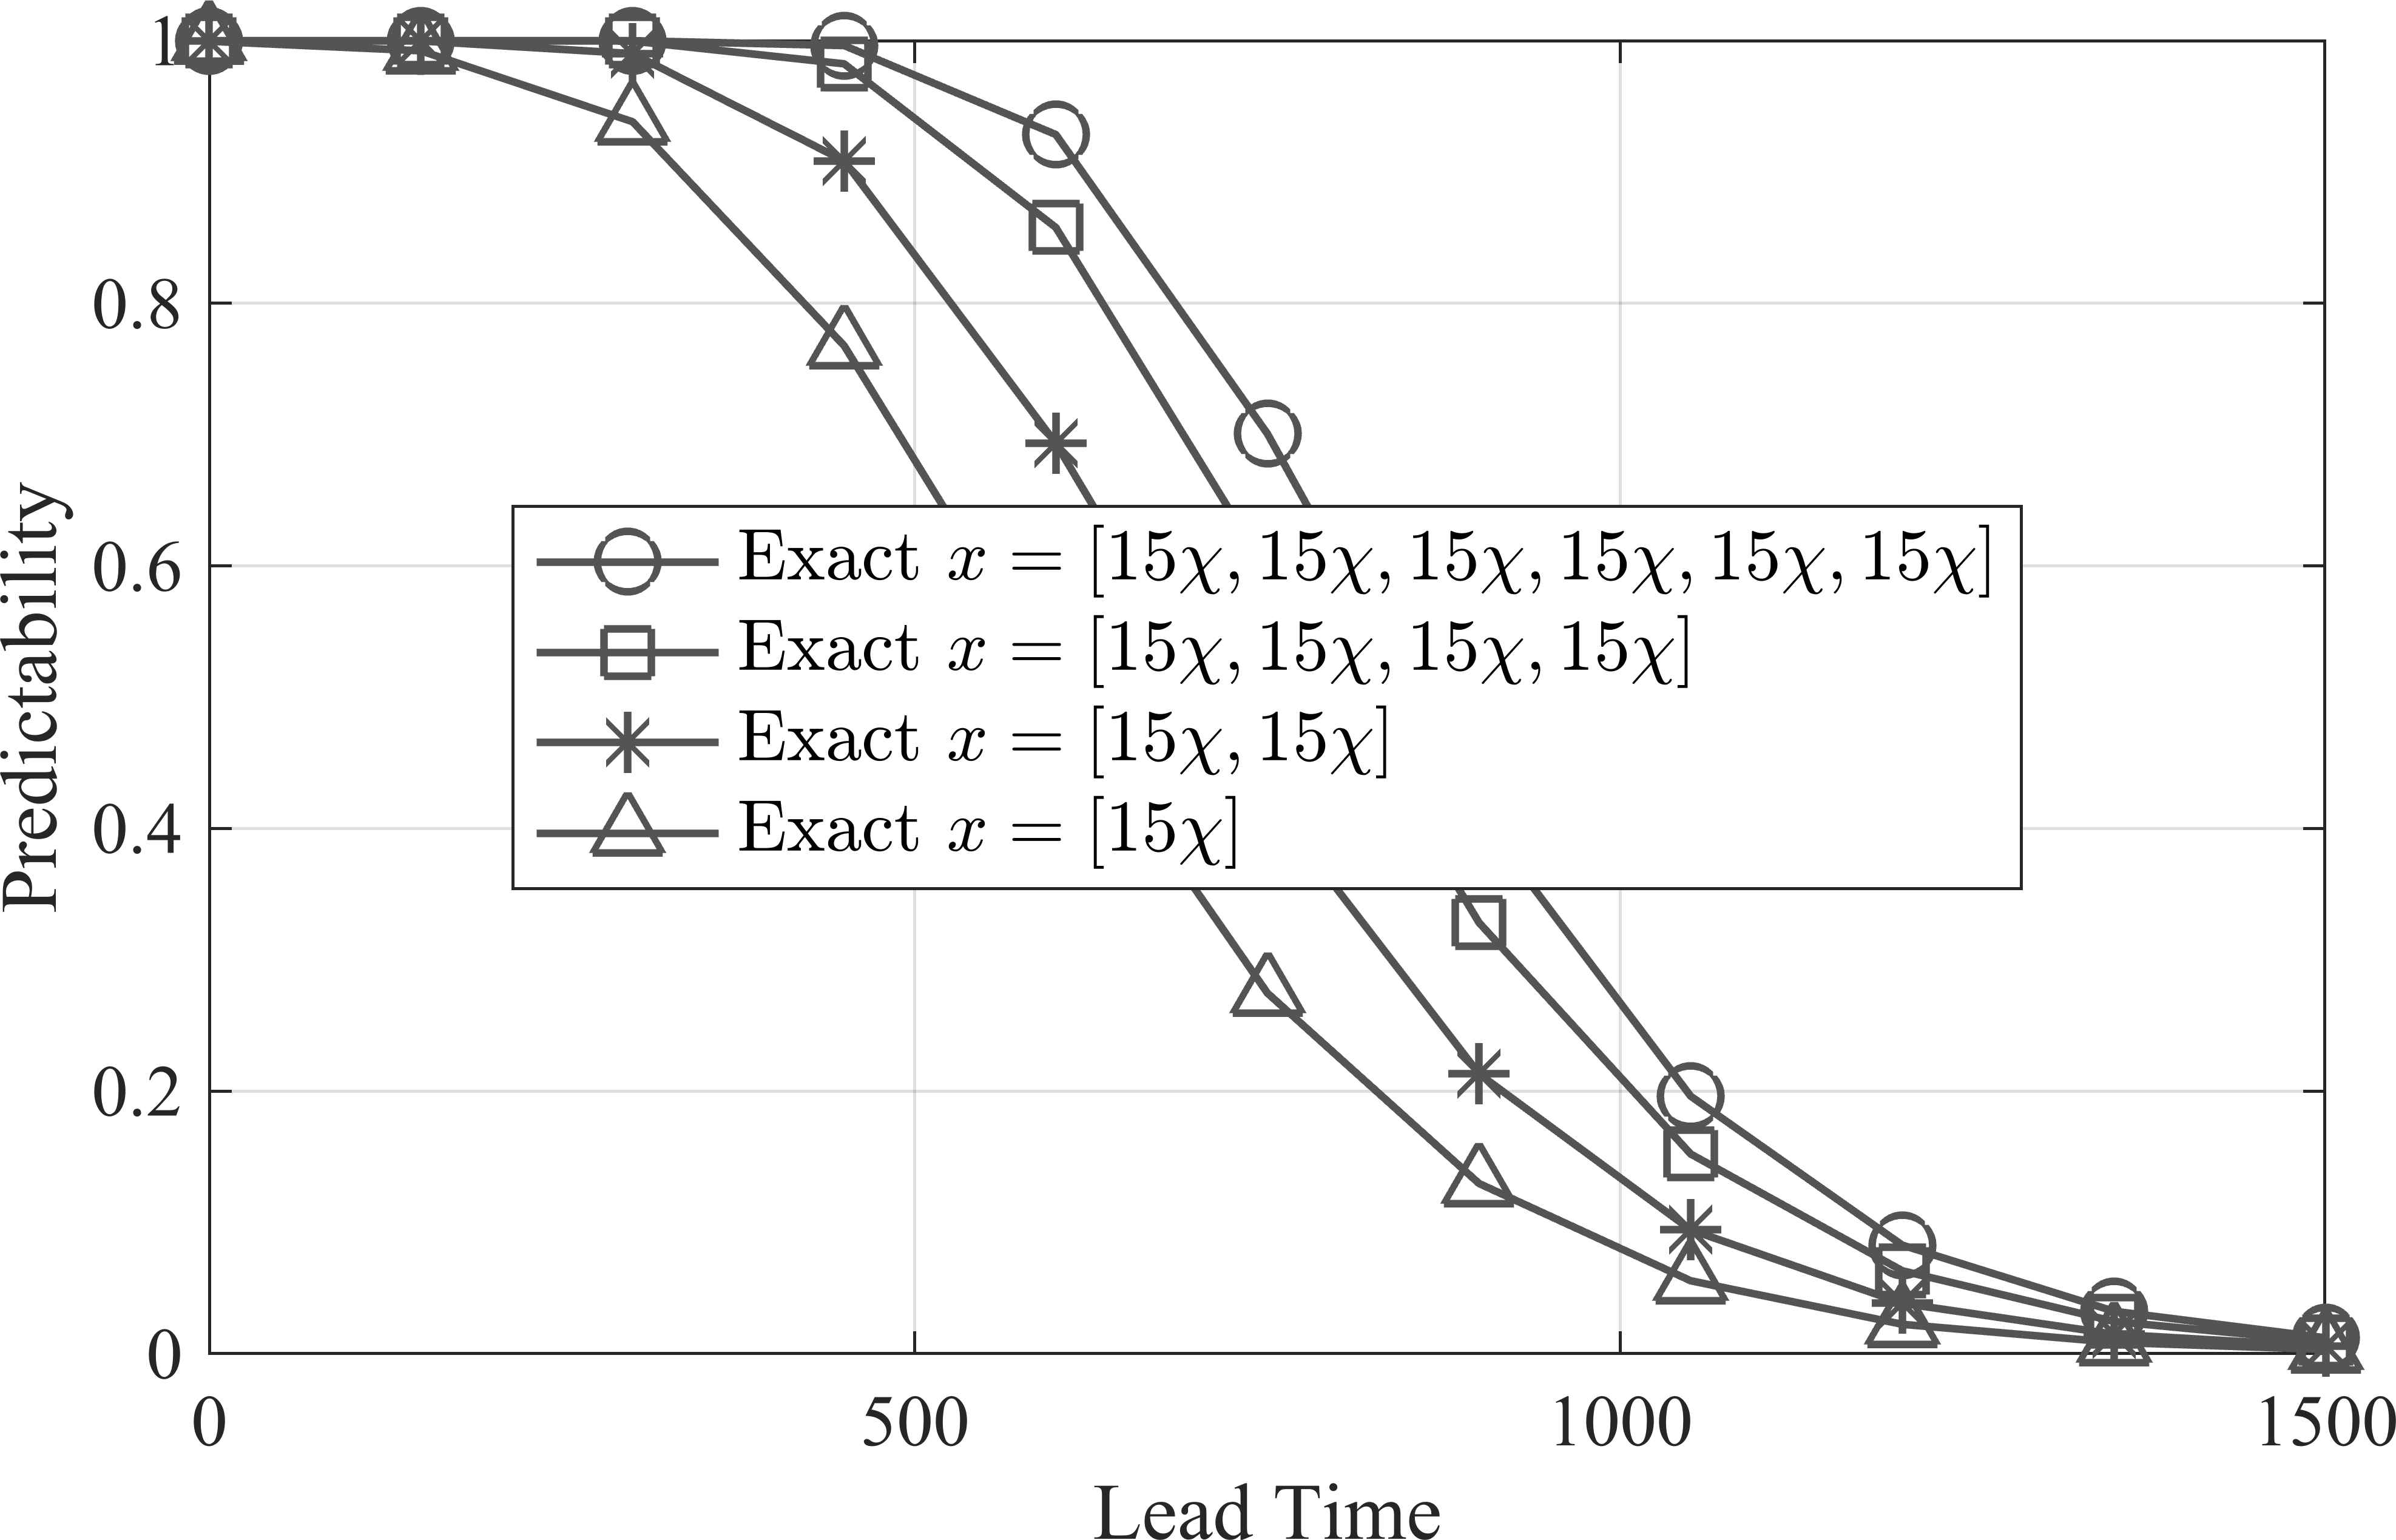 1
0.8
0.6
0.4
0.2
0
0 500 1000 1500
Predictability
Lead Time
Exact x = [15χ, 15χ, 15χ, 15χ, 15χ, 15χ]
Exact x = [15χ, 15χ, 15χ, 15χ]
Exact x = [15χ, 15χ]
Exact x = [15χ]